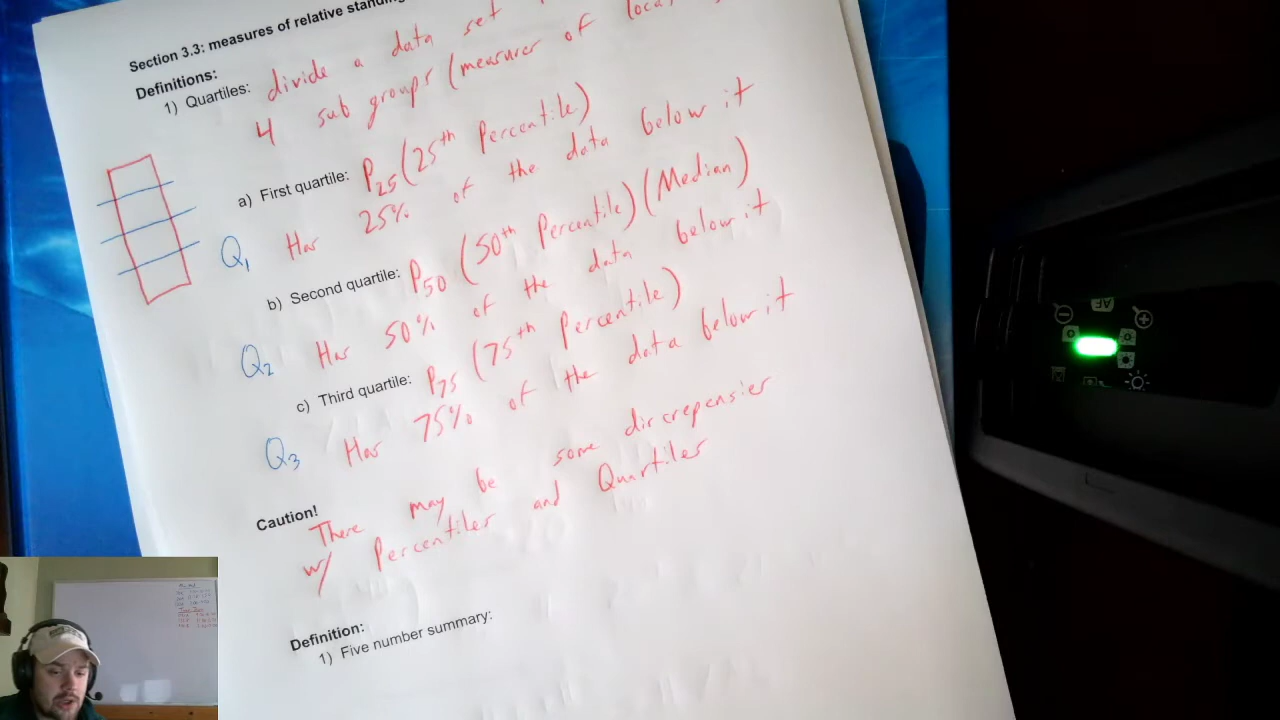 Section 3.3: measures of relative standing
Definitions:
1) Quartiles: divide a data set
4 sub groups (measures of
a) First quartile: P25 (25th Percentile)
Q1 Has 25% of the data below it
b) Second quartile: P50 (50th Percentile) (Median)
Q2 Has 50% of the data below it
c) Third quartile: P75 (75th Percentile)
Q3 Has 75% of the data below it
Caution!
There may be some discrepensies
w/ Percentiles and Quartiles
Definition:
1) Five number summary:
AF